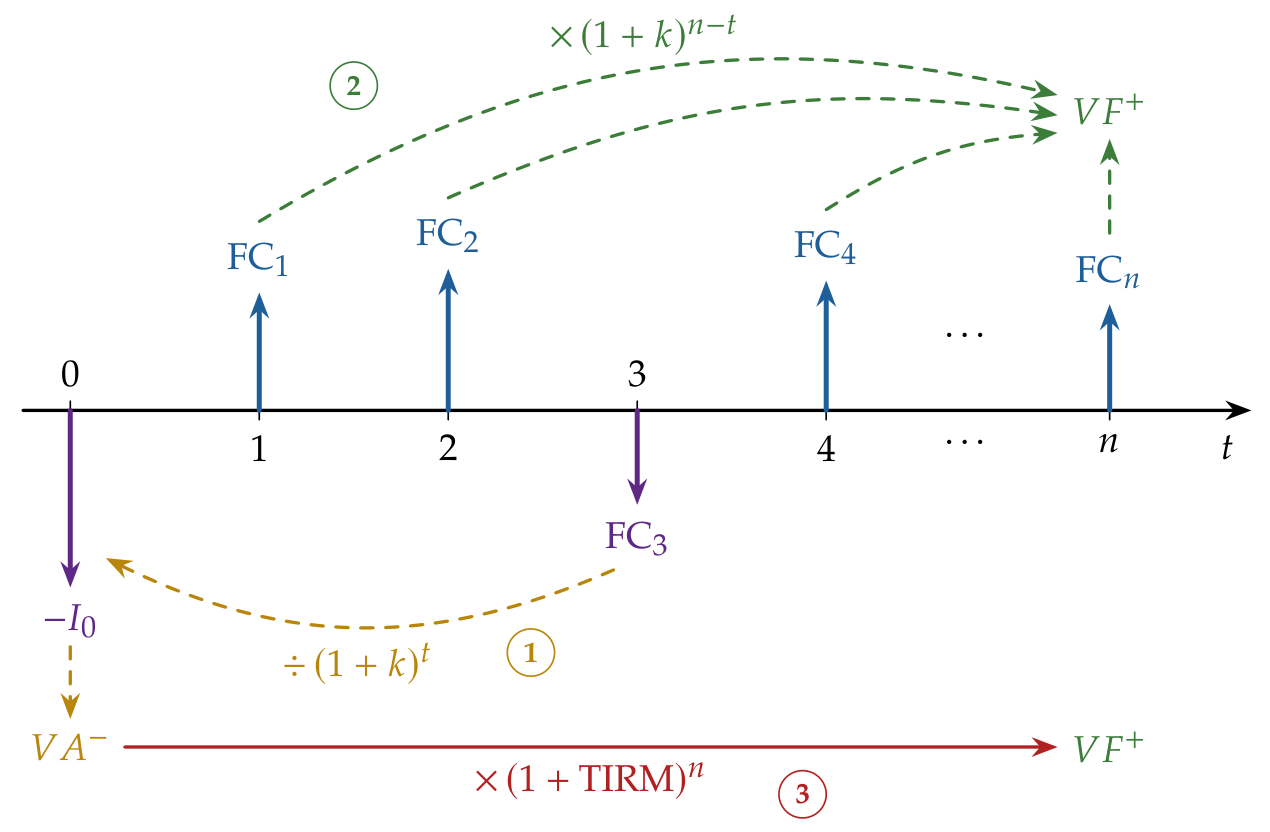 × (1 + k)^{n−t}
②
VF⁺
FC₁
FC₂
FC₄
FCₙ
. . .
0
3
1
2
4
. . .
n
t
FC₃
−I₀
÷ (1 + k)^t
①
VA⁻
VF⁺
× (1 + TIRM)^n
③